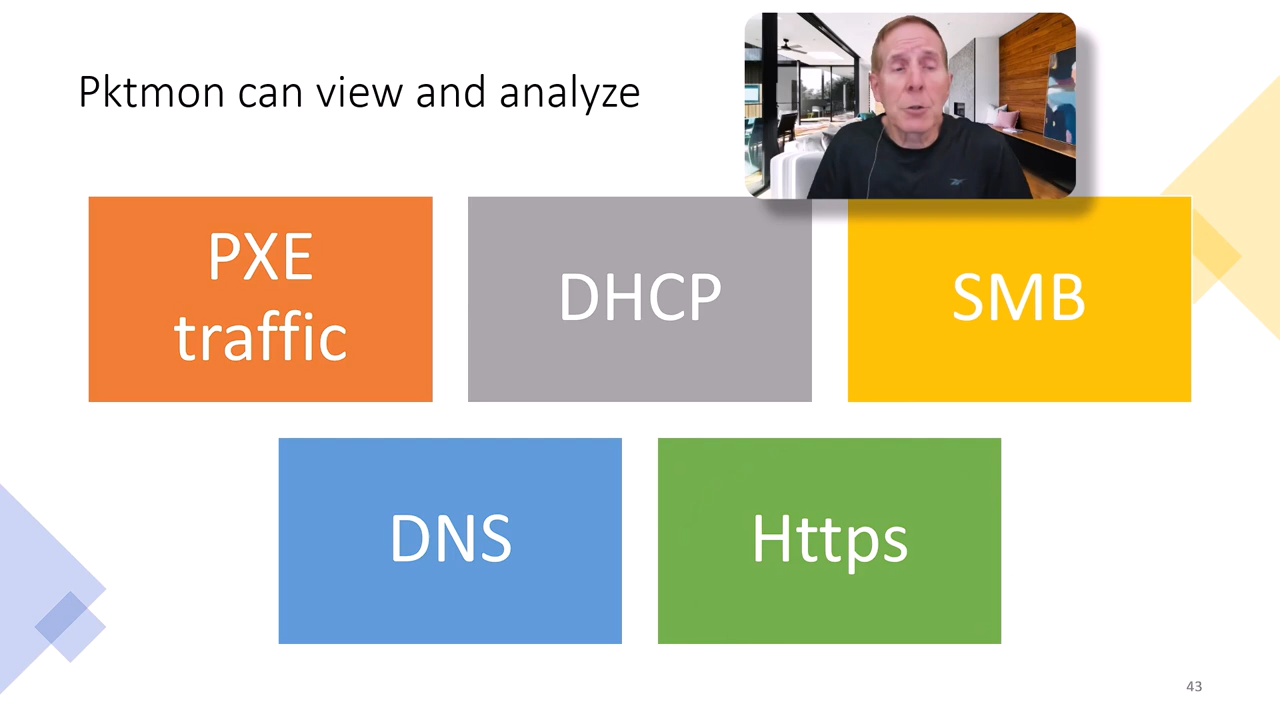 Pktmon can view and analyze
PXE
traffic
DHCP
SMB
DNS
Https
43